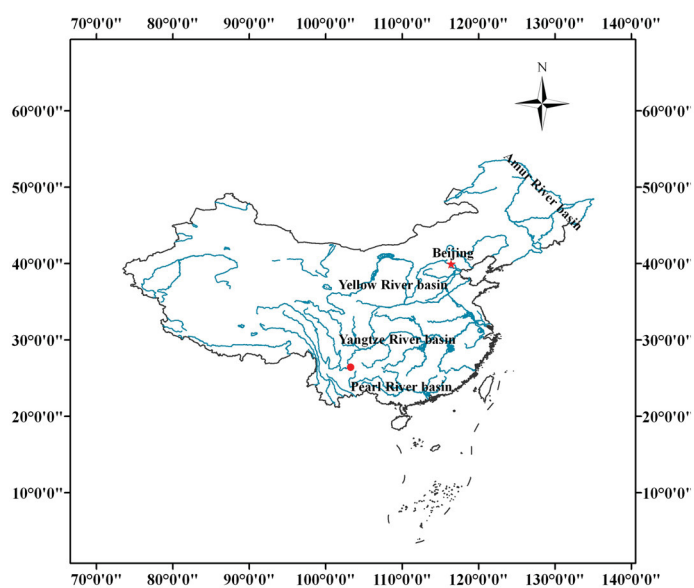 70°0'0" 80°0'0" 90°0'0" 100°0'0" 110°0'0" 120°0'0" 130°0'0" 140°0'0"
N
60°0'0" 60°0'0"
Amur River basin
50°0'0" 50°0'0"
Beijing
40°0'0" 40°0'0"
Yellow River basin
Yangtze River basin
30°0'0" 30°0'0"
Pearl River basin
20°0'0" 20°0'0"
10°0'0" 10°0'0"
70°0'0" 80°0'0" 90°0'0" 100°0'0" 110°0'0" 120°0'0" 130°0'0" 140°0'0"